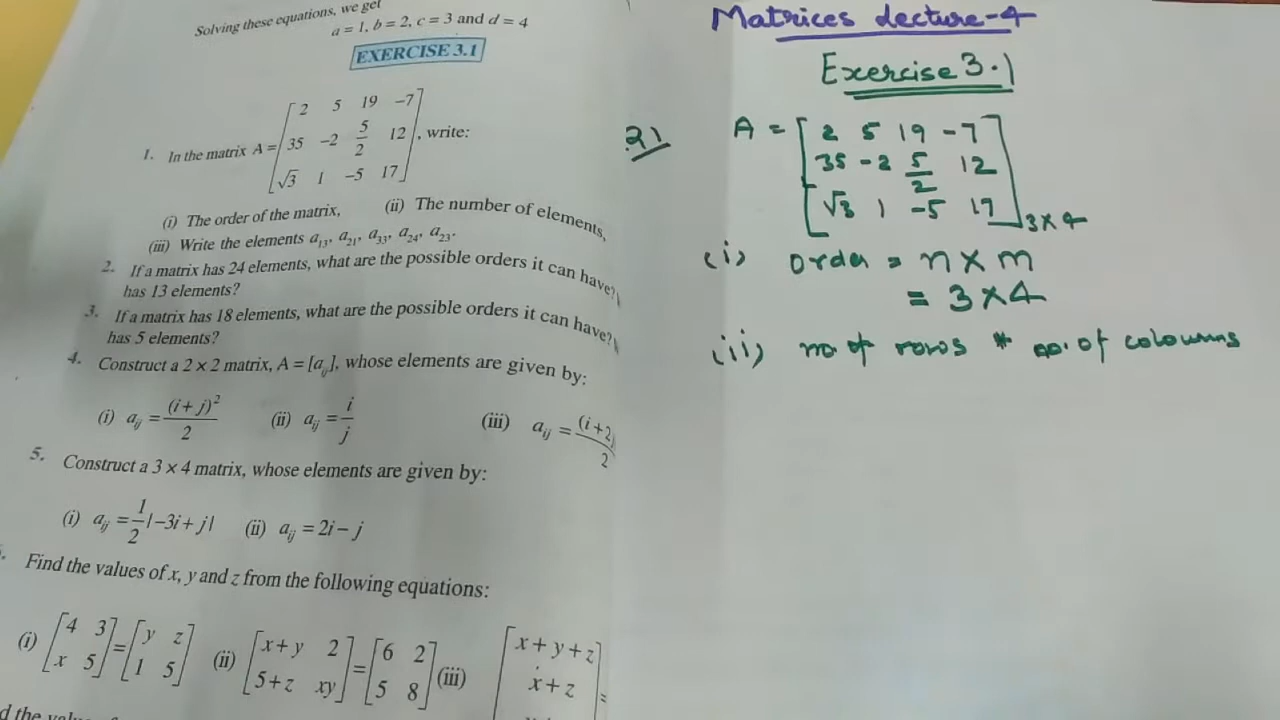 Solving these equations, we get
a = 1, b = 2, c = 3 and d = 4
EXERCISE 3.1
1. In the matrix A = [2 5 19 −7
35 −2 5/2 12
√3 1 −5 17], write:
(i) The order of the matrix, (ii) The number of elements,
(iii) Write the elements a₁₃, a₂₁, a₃₃, a₂₄, a₂₃.
2. If a matrix has 24 elements, what are the possible orders it can have?
has 13 elements?
3. If a matrix has 18 elements, what are the possible orders it can have?
has 5 elements?
4. Construct a 2 × 2 matrix, A = [aᵢⱼ], whose elements are given by:
(i) aᵢⱼ = (i + j)²/2 (ii) aᵢⱼ = i/j (iii) aᵢⱼ = (i + 2/2
5. Construct a 3 × 4 matrix, whose elements are given by:
(i) aᵢⱼ = 1/2 |−3i + j| (ii) aᵢⱼ = 2i − j
Find the values of x, y and z from the following equations:
(i) [4 3
x 5] = [y z
1 5] (ii) [x + y 2
5 + z xy] = [6 2
5 8] (iii) [x + y + z]
x + z =
Matrices lecture-4
Exercise 3.1
21
A = [2 5 19 -7
35 -2 5/2 12
√3 1 -5 17] 3×4
(i) order = n × m
= 3 × 4
(ii) no. of rows * no. of coloumns